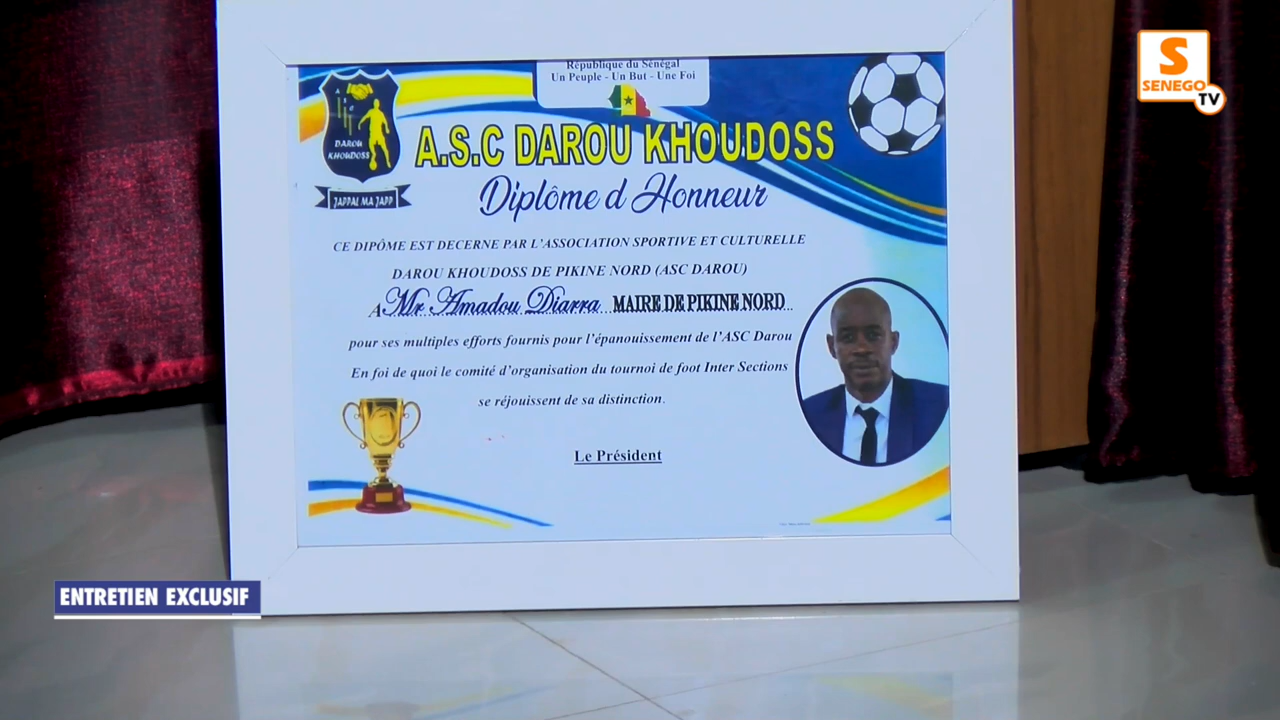 S
SENEGO
TV
République du Sénégal
Un Peuple - Un But - Une Foi
A S C
DAROU
KHOUDOSS
JAPPAL MA JAPP
A.S.C DAROU KHOUDOSS
Diplôme d Honneur
CE DIPÔME EST DECERNE PAR L'ASSOCIATION SPORTIVE ET CULTURELLE
DAROU KHOUDOSS DE PIKINE NORD (ASC DAROU)
A Mr Amadou Diarra MAIRE DE PIKINE NORD
pour ses multiples efforts fournis pour l'épanouissement de l'ASC Darou
En foi de quoi le comité d'organisation du tournoi de foot Inter Sections
se réjouissent de sa distinction.
Le Président
ENTRETIEN EXCLUSIF